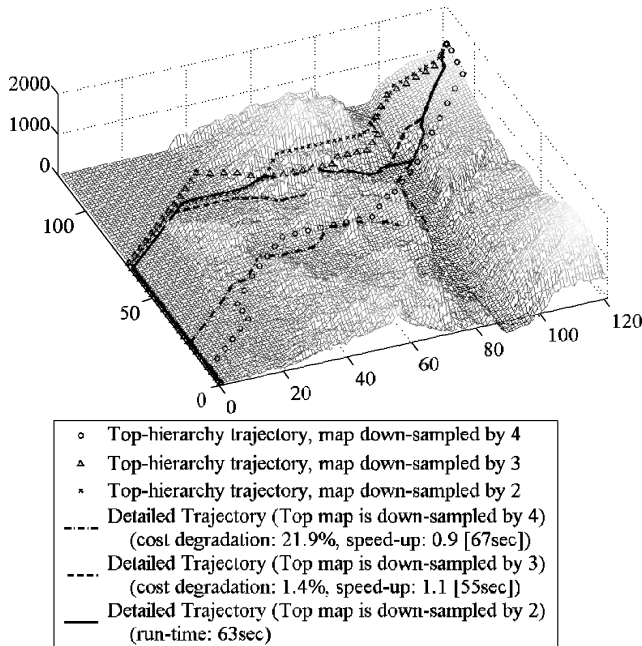 2000
1000
0
100
50
0
0
20
40
60
80
100
120
Top-hierarchy trajectory, map down-sampled by 4
Top-hierarchy trajectory, map down-sampled by 3
Top-hierarchy trajectory, map down-sampled by 2
Detailed Trajectory (Top map is down-sampled by 4)
(cost degradation: 21.9%, speed-up: 0.9 [67sec]
Detailed Trajectory (Top map is down-sampled by 3)
(cost degradation: 1.4%, speed-up: 1.1 [55sec])
Detailed Trajectory (Top map is down-sampled by 2)
(run-time: 63sec)